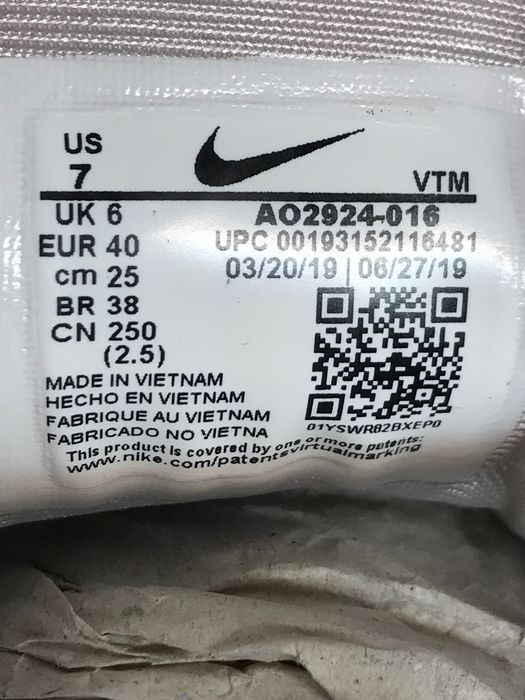 US
7
VTM
UK 6
EUR 40
cm 25
BR 38
CN 250
(2.5)
AO2924-016
UPC 00193152116481
03/20/19 | 06/27/19
01YSWR82BXEP0
MADE IN VIETNAM
HECHO EN VIETNAM
FABRIQUE AU VIETNAM
FABRICADO NO VIETNA
This product is covered by one or more patents:
www.nike.com/patentsvirtualmarking